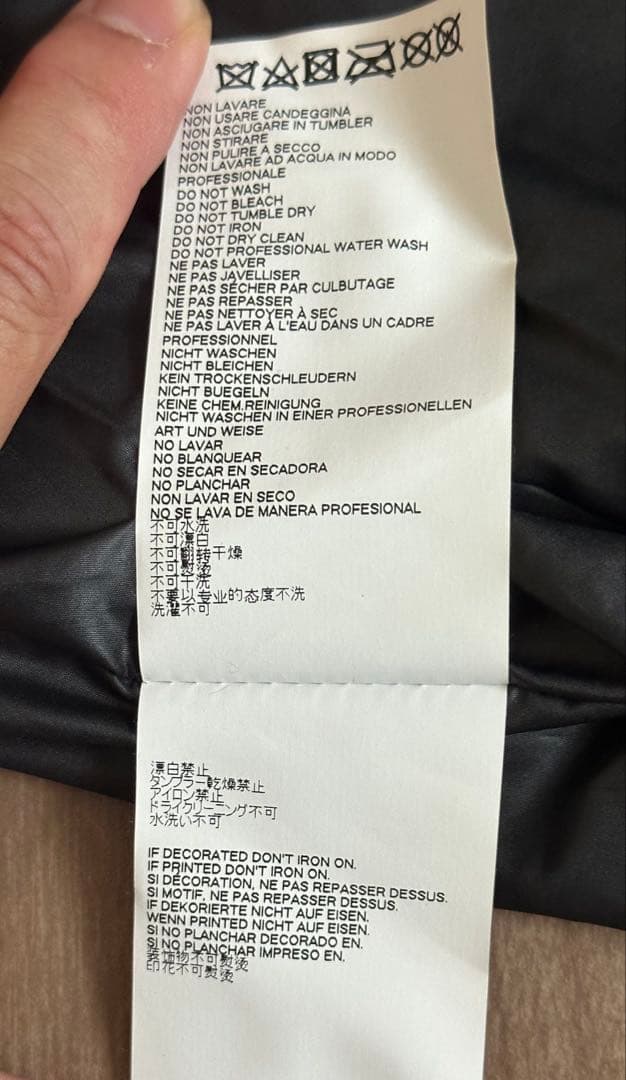 NON LAVARE
NON USARE CANDEGGINA
NON ASCIUGARE IN TUMBLER
NON STIRARE
NON PULIRE A SECCO
NON LAVARE AD ACQUA IN MODO
PROFESSIONALE
DO NOT WASH
DO NOT BLEACH
DO NOT TUMBLE DRY
DO NOT IRON
DO NOT DRY CLEAN
DO NOT PROFESSIONAL WATER WASH
NE PAS LAVER
NE PAS JAVELLISER
NE PAS SÉCHER PAR CULBUTAGE
NE PAS REPASSER
NE PAS NETTOYER À SEC
NE PAS LAVER À L'EAU DANS UN CADRE
PROFESSIONNEL
NICHT WASCHEN
NICHT BLEICHEN
KEIN TROCKENSCHLEUDERN
NICHT BUEGELN
KEINE CHEM.REINIGUNG
NICHT WASCHEN IN EINER PROFESSIONELLEN
ART UND WEISE
NO LAVAR
NO BLANQUEAR
NO SECAR EN SECADORA
NO PLANCHAR
NON LAVAR EN SECO
NO SE LAVA DE MANERA PROFESIONAL
不可水洗
不可漂白
不可翻转干燥
不可熨烫
不可干洗
不要以专业的态度不洗
洗濯不可
漂白禁止
タンブラー乾燥禁止
アイロン禁止
ドライクリーニング不可
水洗い不可
IF DECORATED DON'T IRON ON.
IF PRINTED DON'T IRON ON.
SI DÉCORATION, NE PAS REPASSER DESSUS.
SI MOTIF, NE PAS REPASSER DESSUS.
IF DEKORIERTE NICHT AUF EISEN.
WENN PRINTED NICHT AUF EISEN.
SI NO PLANCHAR DECORADO EN.
SI NO PLANCHAR IMPRESO EN.
装饰物不可熨烫
印花不可熨烫